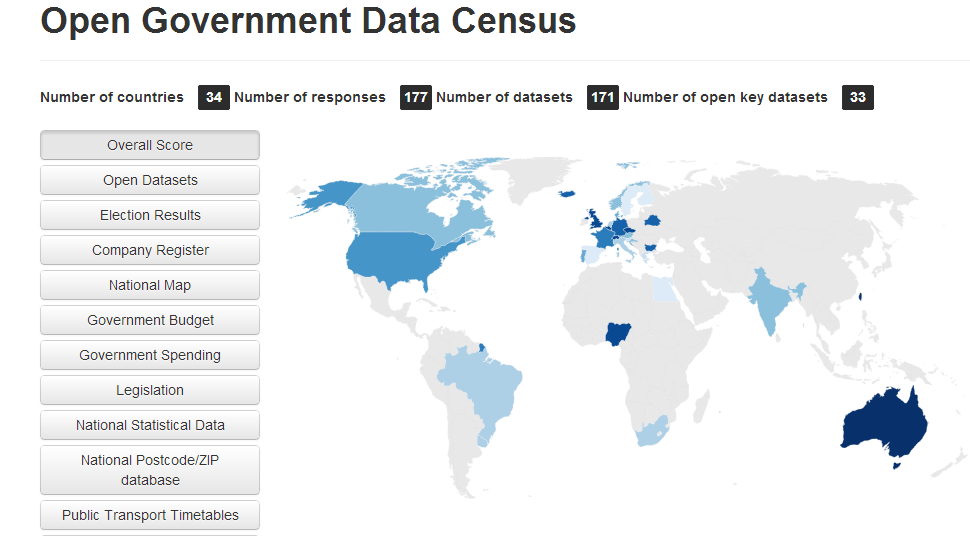 Open Government Data Census
Number of countries 34 Number of responses 177 Number of datasets 171 Number of open key datasets 33
Overall Score
Open Datasets
Election Results
Company Register
National Map
Government Budget
Government Spending
Legislation
National Statistical Data
National Postcode/ZIP
database
Public Transport Timetables